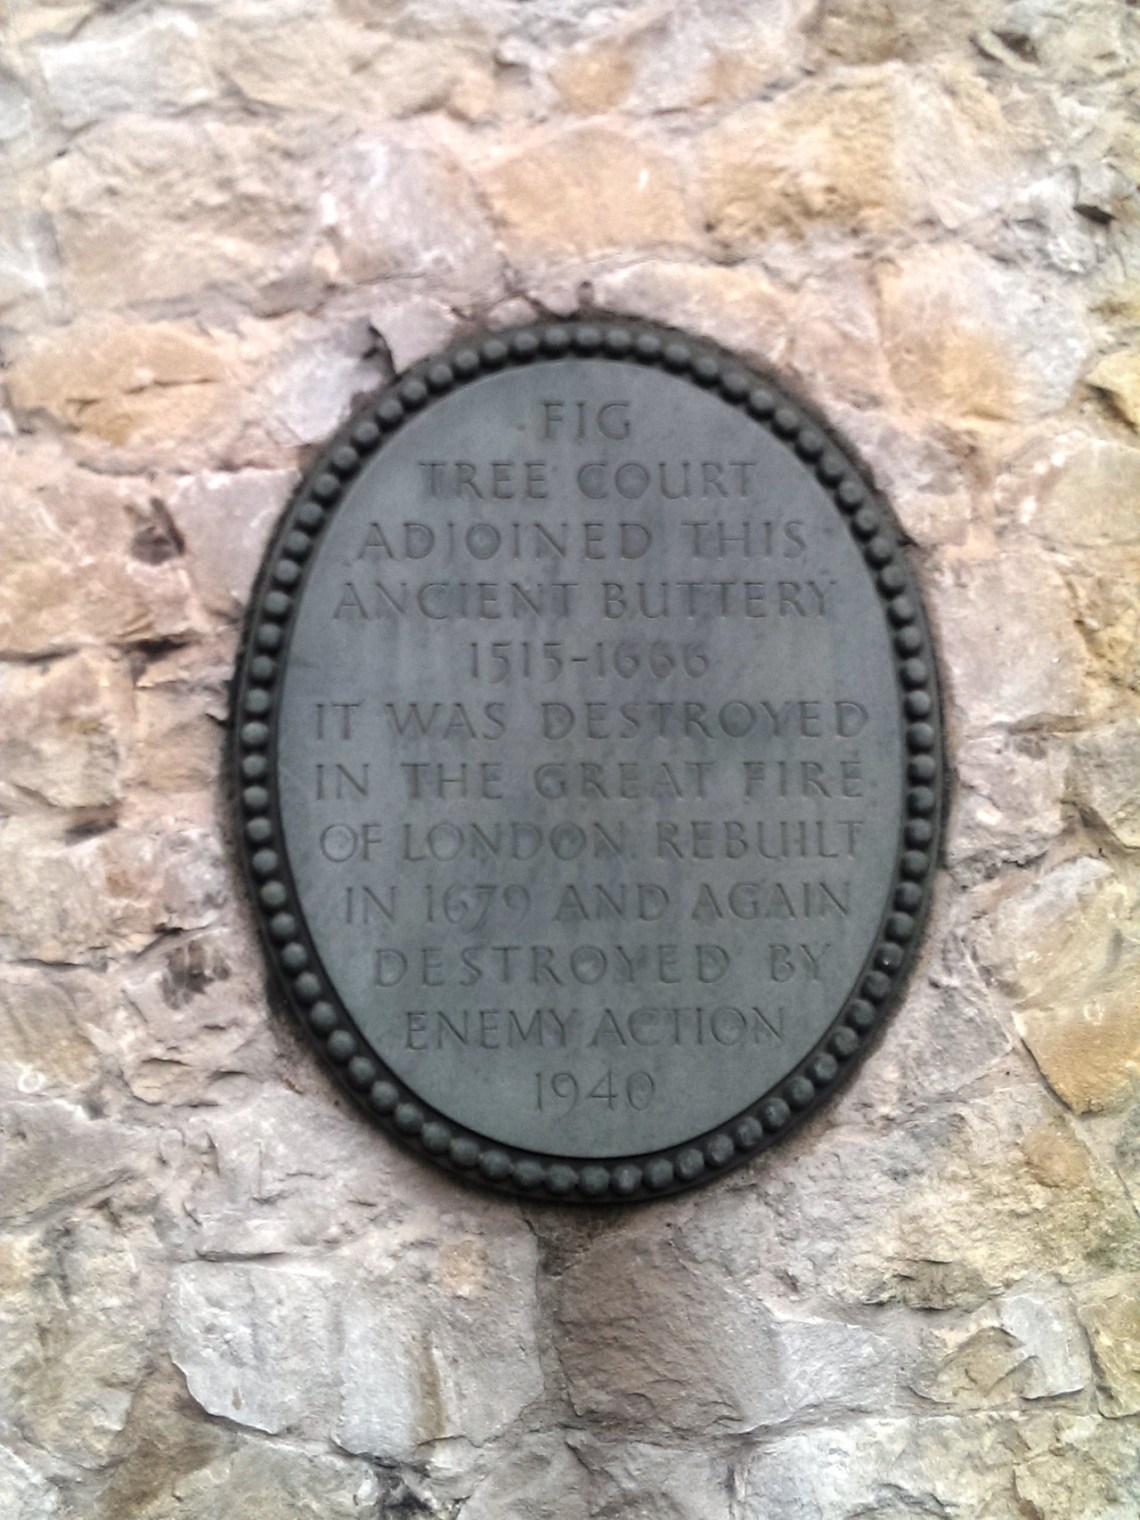 FIG
TREE COURT
ADJOINED THIS
ANCIENT BUTTERY
1515-1666
IT WAS DESTROYED
IN THE GREAT FIRE
OF LONDON. REBUILT
IN 1679 AND AGAIN
DESTROYED BY
ENEMY ACTION
1940